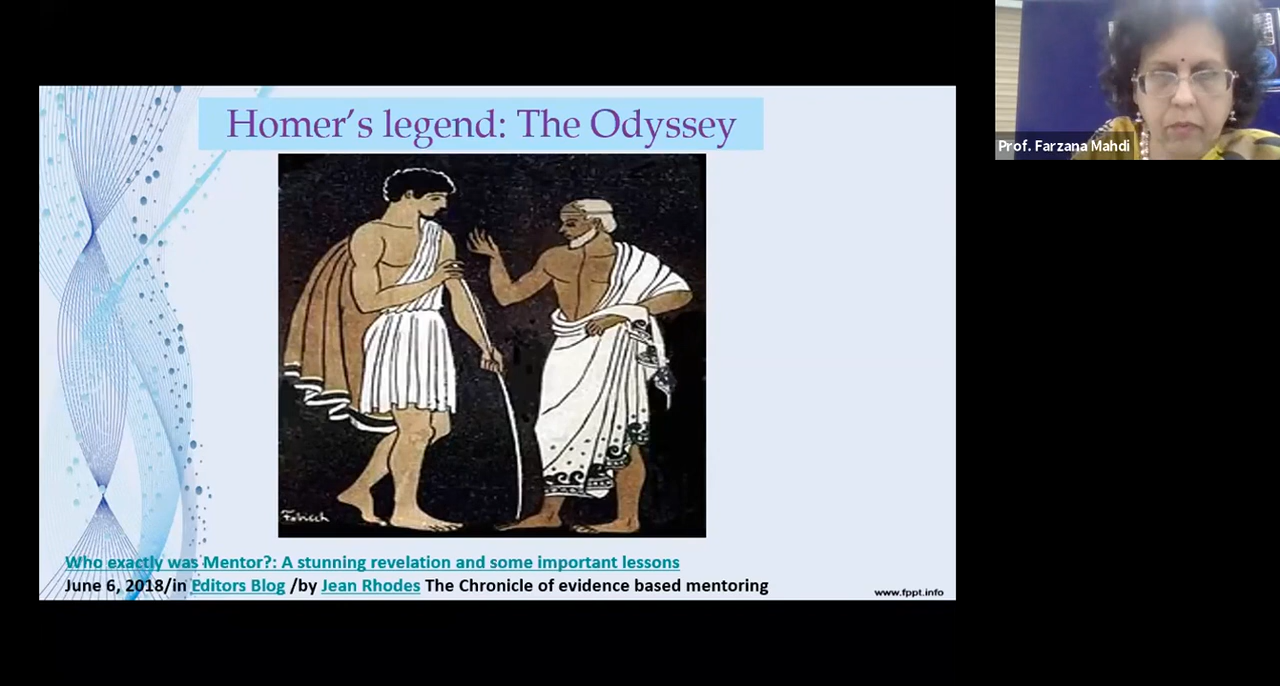 Homer's legend: The Odyssey
Prof. Farzana Mahdi
Who exactly was Mentor?: A stunning revelation and some important lessons
June 6, 2018/in Editors Blog /by Jean Rhodes The Chronicle of evidence based mentoring
www.fppt.info